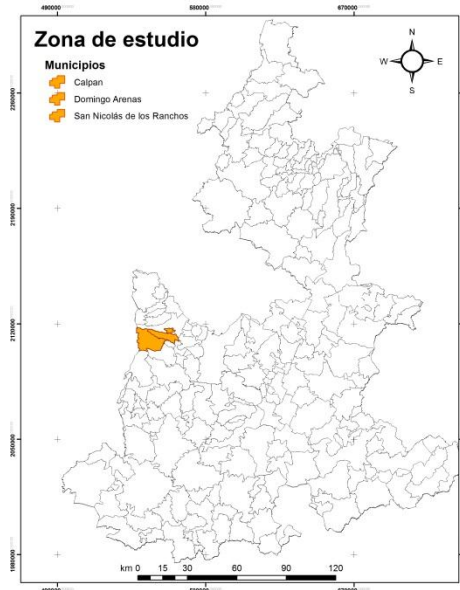 490000 580000 670000
Zona de estudio
Municipios
Calpan
Domingo Arenas
San Nicolás de los Ranchos
N
W E
S
2260000
2190000
2120000
2050000
1980000
km 0 15 30 60 90 120